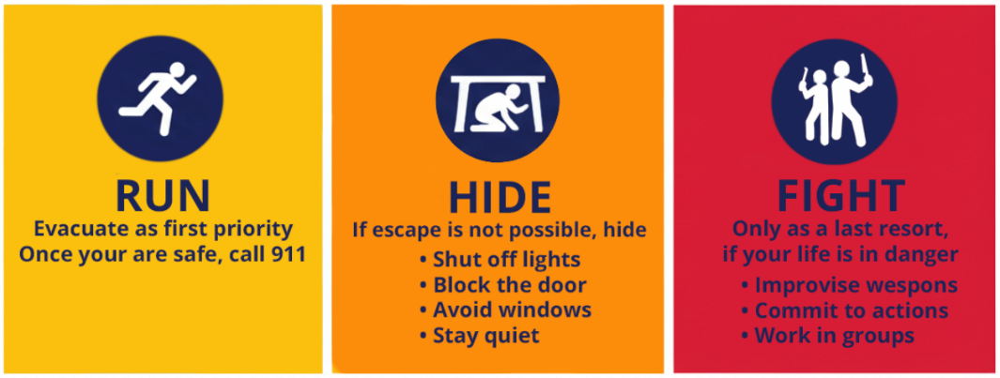 RUN
Evacuate as first priority
Once your are safe, call 911
HIDE
If escape is not possible, hide
• Shut off lights
• Block the door
• Avoid windows
• Stay quiet
FIGHT
Only as a last resort,
if your life is in danger
• Improvise wespons
• Commit to actions
• Work in groups